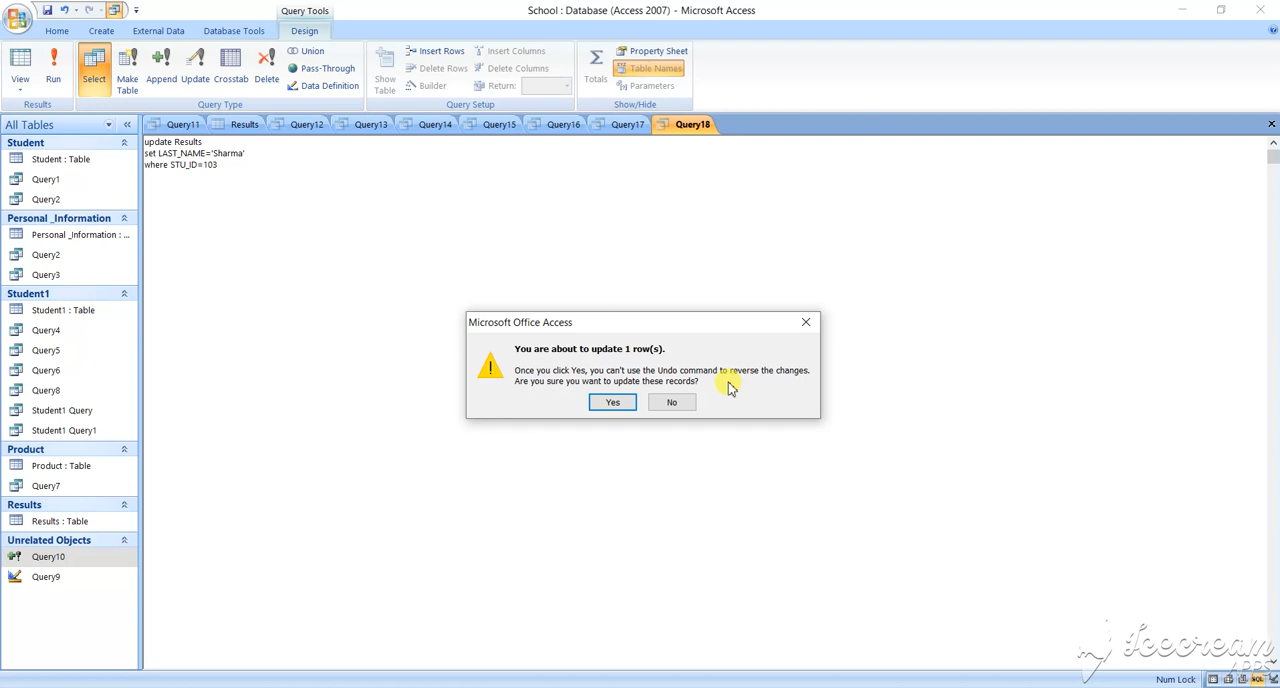 Query Tools
School : Database (Access 2007) - Microsoft Access
Home
Create
External Data
Database Tools
Design
View
Run
Select
Make Table
Append
Update
Crosstab
Delete
Union
Pass-Through
Data Definition
Show Table
Insert Rows
Delete Rows
Builder
Insert Columns
Delete Columns
Return:
Totals
Property Sheet
Table Names
Parameters
Results
Query Type
Query Setup
Show/Hide
All Tables
Query11
Results
Query12
Query13
Query14
Query15
Query16
Query17
Query18
Student
Student : Table
Query1
Query2
Personal _Information
Personal _Information : ...
Query2
Query3
Student1
Student1 : Table
Query4
Query5
Query6
Query8
Student1 Query
Student1 Query1
Product
Product : Table
Query7
Results
Results : Table
Unrelated Objects
Query10
Query9
update Results
set LAST_NAME='Sharma'
where STU_ID=103
Microsoft Office Access
You are about to update 1 row(s).
Once you click Yes, you can't use the Undo command to reverse the changes.
Are you sure you want to update these records?
Yes
No
Icecream
APPS
Num Lock
SQL